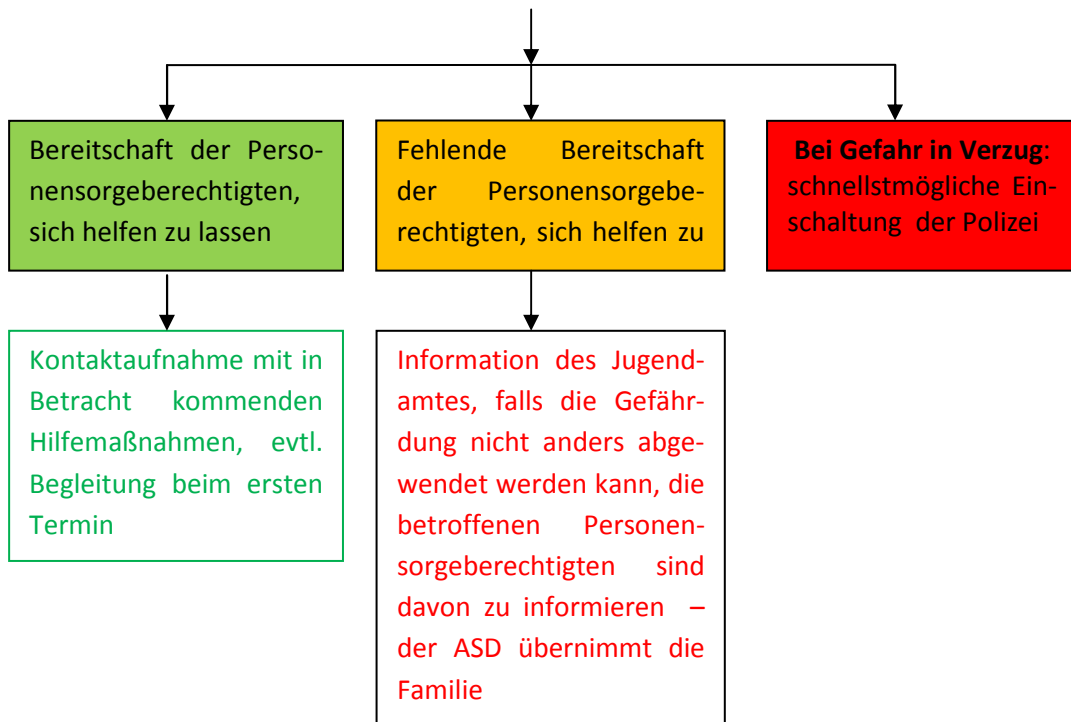 Bereitschaft der Perso-
nensorgeberechtigten,
sich helfen zu lassen
Fehlende Bereitschaft
der Personensorgebe-
rechtigten, sich helfen zu
Bei Gefahr in Verzug:
schnellstmögliche Ein-
schaltung der Polizei
Kontaktaufnahme mit in
Betracht kommenden
Hilfemaßnahmen, evtl.
Begleitung beim ersten
Termin
Information des Jugend-
amtes, falls die Gefähr-
dung nicht anders abge-
wendet werden kann, die
betroffenen Personen-
sorgeberechtigten sind
davon zu informieren –
der ASD übernimmt die
Familie